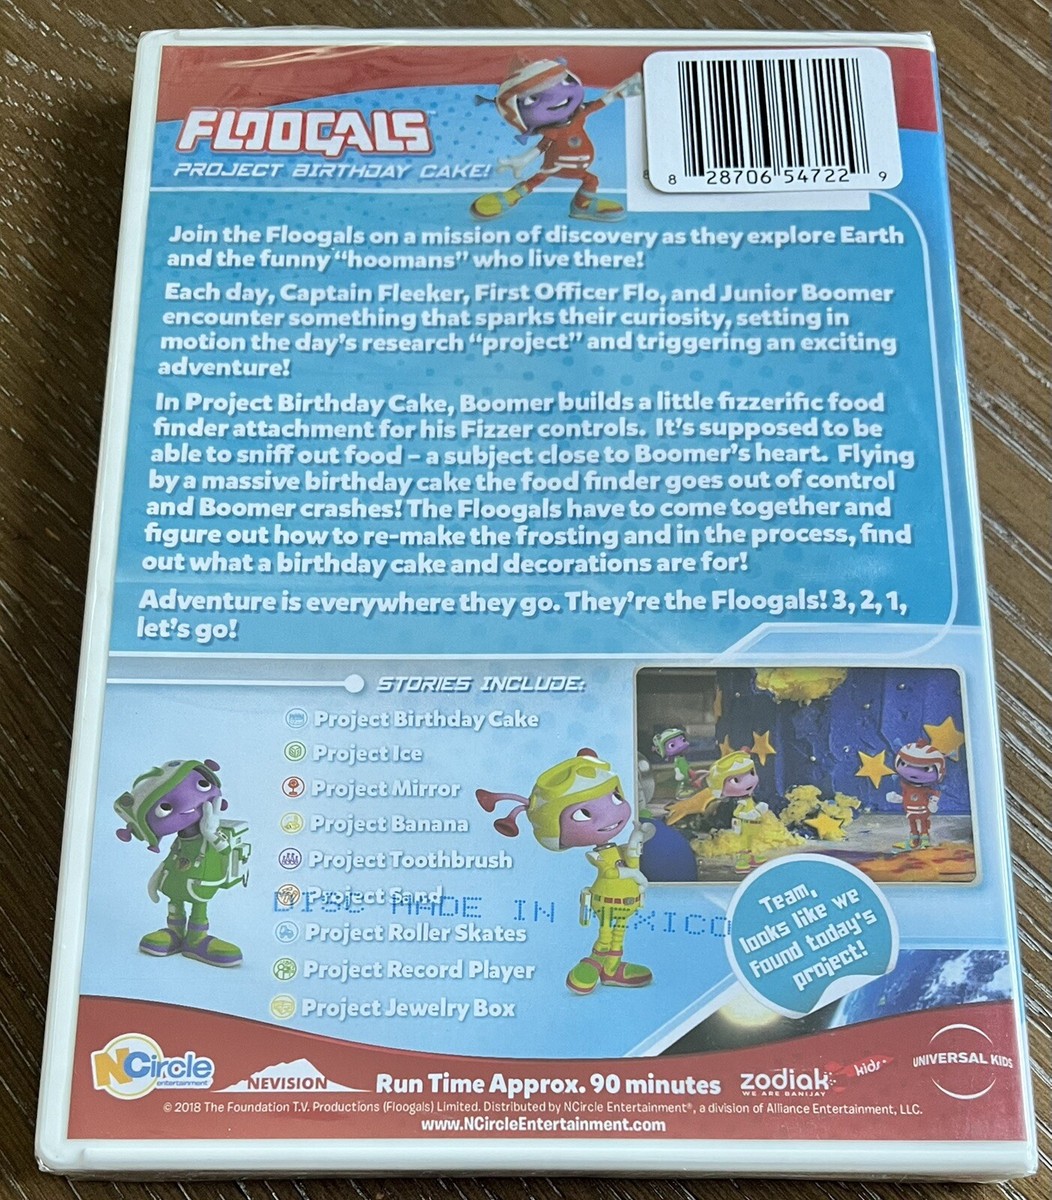 FLOOGALS
PROJECT BIRTHDAY CAKE!
8 28706 54722 9
Join the Floogals on a mission of discovery as they explore Earth
and the funny "hoomans" who live there!
Each day, Captain Fleeker, First Officer Flo, and Junior Boomer
encounter something that sparks their curiosity, setting in
motion the day's research "project" and triggering an exciting
adventure!
In Project Birthday Cake, Boomer builds a little fizzerific food
finder attachment for his Fizzer controls. It's supposed to be
able to sniff out food – a subject close to Boomer's heart. Flying
by a massive birthday cake the food finder goes out of control
and Boomer crashes! The Floogals have to come together and
figure out how to re-make the frosting and in the process, find
out what a birthday cake and decorations are for!
Adventure is everywhere they go. They're the Floogals! 3, 2, 1,
let's go!
STORIES INCLUDE:
Project Birthday Cake
Project Ice
Project Mirror
Project Banana
Project Toothbrush
Project Sand
DISC MADE IN MEXICO
Project Roller Skates
Project Record Player
Project Jewelry Box
Team,
looks like we
found today's
project!
NCircle
entertainment
NEVISION
Run Time Approx. 90 minutes
zodiak kids
WE ARE BANIJAY
UNIVERSAL KIDS
© 2018 The Foundation T.V. Productions (Floogals) Limited. Distributed by NCircle Entertainment®, a division of Alliance Entertainment, LLC.
www.NCircleEntertainment.com